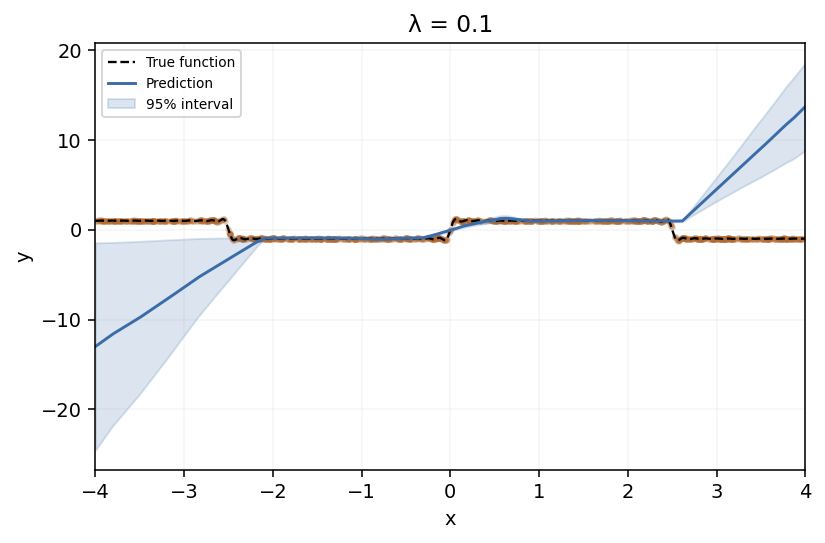 λ = 0.1
True function
Prediction
95% interval
20
10
0
−10
−20
y
−4 −3 −2 −1 0 1 2 3 4
x